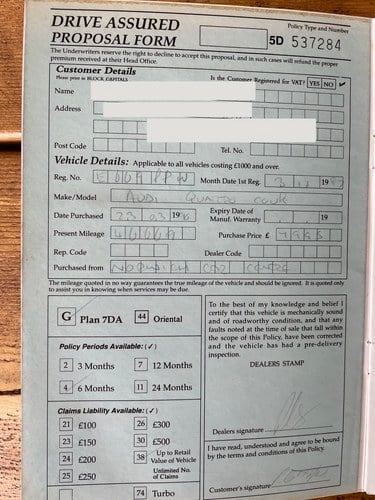 DRIVE ASSURED
PROPOSAL FORM
Policy Type and Number
5D 537284
The Underwriters reserve the right to decline to accept this proposal, and in such cases will refund the proper
premium received at their Head Office.
Customer Details
Please print in BLOCK CAPITALS
Is the Customer Registered for VAT? YES NO ✓
Name
Address
Post Code
Tel. No.
Vehicle Details: Applicable to all vehicles costing £1000 and over.
Reg. No.
Month Date 1st Reg.
Make/Model AUDI QUATTRO COUP
Date Purchased 23 03 1996
Expiry Date of
Manuf. Warranty , , 19
Present Mileage
Purchase Price £
Rep. Code
Dealer Code
Purchased from
The mileage quoted in no way guarantees the true mileage of the vehicle and should be ignored. It is quoted only
to assist you in knowing when services may be due.
G Plan 7DA 44 Oriental
Policy Periods Available: (✓)
2 3 Months 7 12 Months
4 6 Months 11 24 Months
Claims Liability Available: (✓)
21 £100 26 £300
23 £150 30 £500
24 £200 38 Up to Retail
Value of Vehicle
25 £250 Unlimited No.
of Claims
74 Turbo
To the best of my knowledge and belief I
certify that this vehicle is mechanically sound
and of roadworthy condition, and that any
faults noted at time of sale that fall within
the scope of this Policy, have been corrected
and the vehicle has had a pre-delivery
inspection.
DEALERS STAMP
Dealers signature
I have read, understood and agree to be bound
by the terms and conditions of this Policy.
Customer's signature